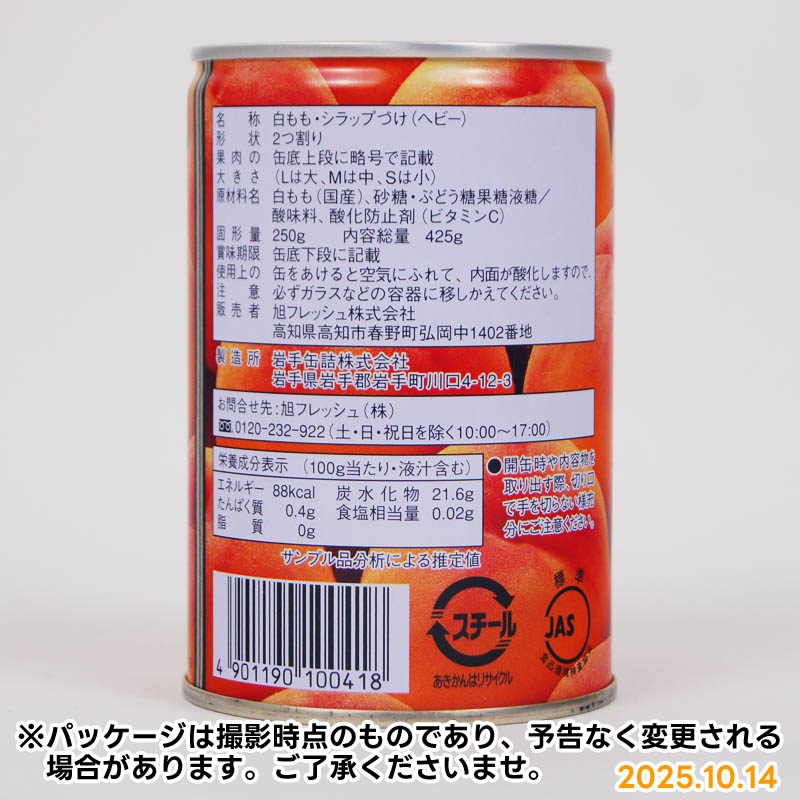 名称 白もも・シラップづけ（ヘビー）
形状 2つ割り
果肉の 缶底上段に略号で記載
大きさ （Lは大、Mは中、Sは小）
原材料名 白もも（国産）、砂糖・ぶどう糖果糖液糖／
酸味料、酸化防止剤（ビタミンC）
固形量 250g 内容総量 425g
賞味期限 缶底下段に記載
使用上の 缶をあけると空気にふれて、内面が酸化しますので、
注意 必ずガラスなどの容器に移しかえてください。
販売者 旭フレッシュ株式会社
高知県高知市春野町弘岡中1402番地
製造所 岩手缶詰株式会社
岩手県岩手郡岩手町川口4-12-3
お問合せ先：旭フレッシュ（株）
0120-232-922（土・日・祝日を除く10:00〜17:00）
栄養成分表示 （100g当たり・液汁含む）
エネルギー 88kcal 炭水化物 21.6g
たんぱく質 0.4g 食塩相当量 0.02g
脂質 0g
サンプル品分析による推定値
●開缶時や内容物を
取り出す際、切り口
で手を切らない様充
分にご注意ください。
4 901190 100418
スチール
あきかんはリサイクル
標準
JAS
※パッケージは撮影時点のものであり、予告なく変更される
場合があります。ご了承くださいませ。
2025.10.14